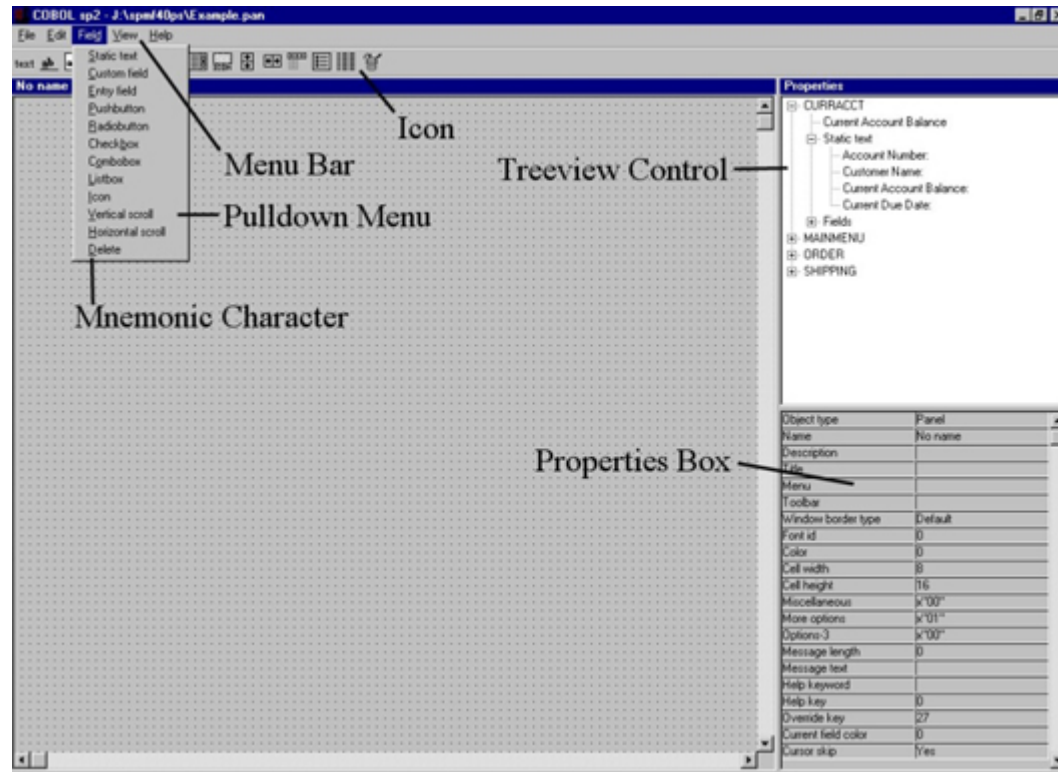 COBOL sp2 - J:\spmf40ps\Example.pan
File Edit Field View Help
text ab
No name
Static text
Custom field
Entry field
Pushbutton
Radiobutton
Checkbox
Combobox
Listbox
Icon
Vertical scroll
Horizontal scroll
Delete
Icon
Menu Bar
Pulldown Menu
Mnemonic Character
Treeview Control
Properties Box
Properties
CURRACCT
Current Account Balance
Static text
Account Number:
Customer Name:
Current Account Balance:
Current Due Date:
Fields
MAINMENU
ORDER
SHIPPING
Object type Panel
Name No name
Description
Title
Menu
Toolbar
Window border type Default
Font id 0
Color 0
Cell width 8
Cell height 16
Miscellaneous x"00"
More options x"01"
Options-3 x"00"
Message length 0
Message text
Help keyword
Help key 0
Override key 27
Current field color 0
Cursor skip Yes